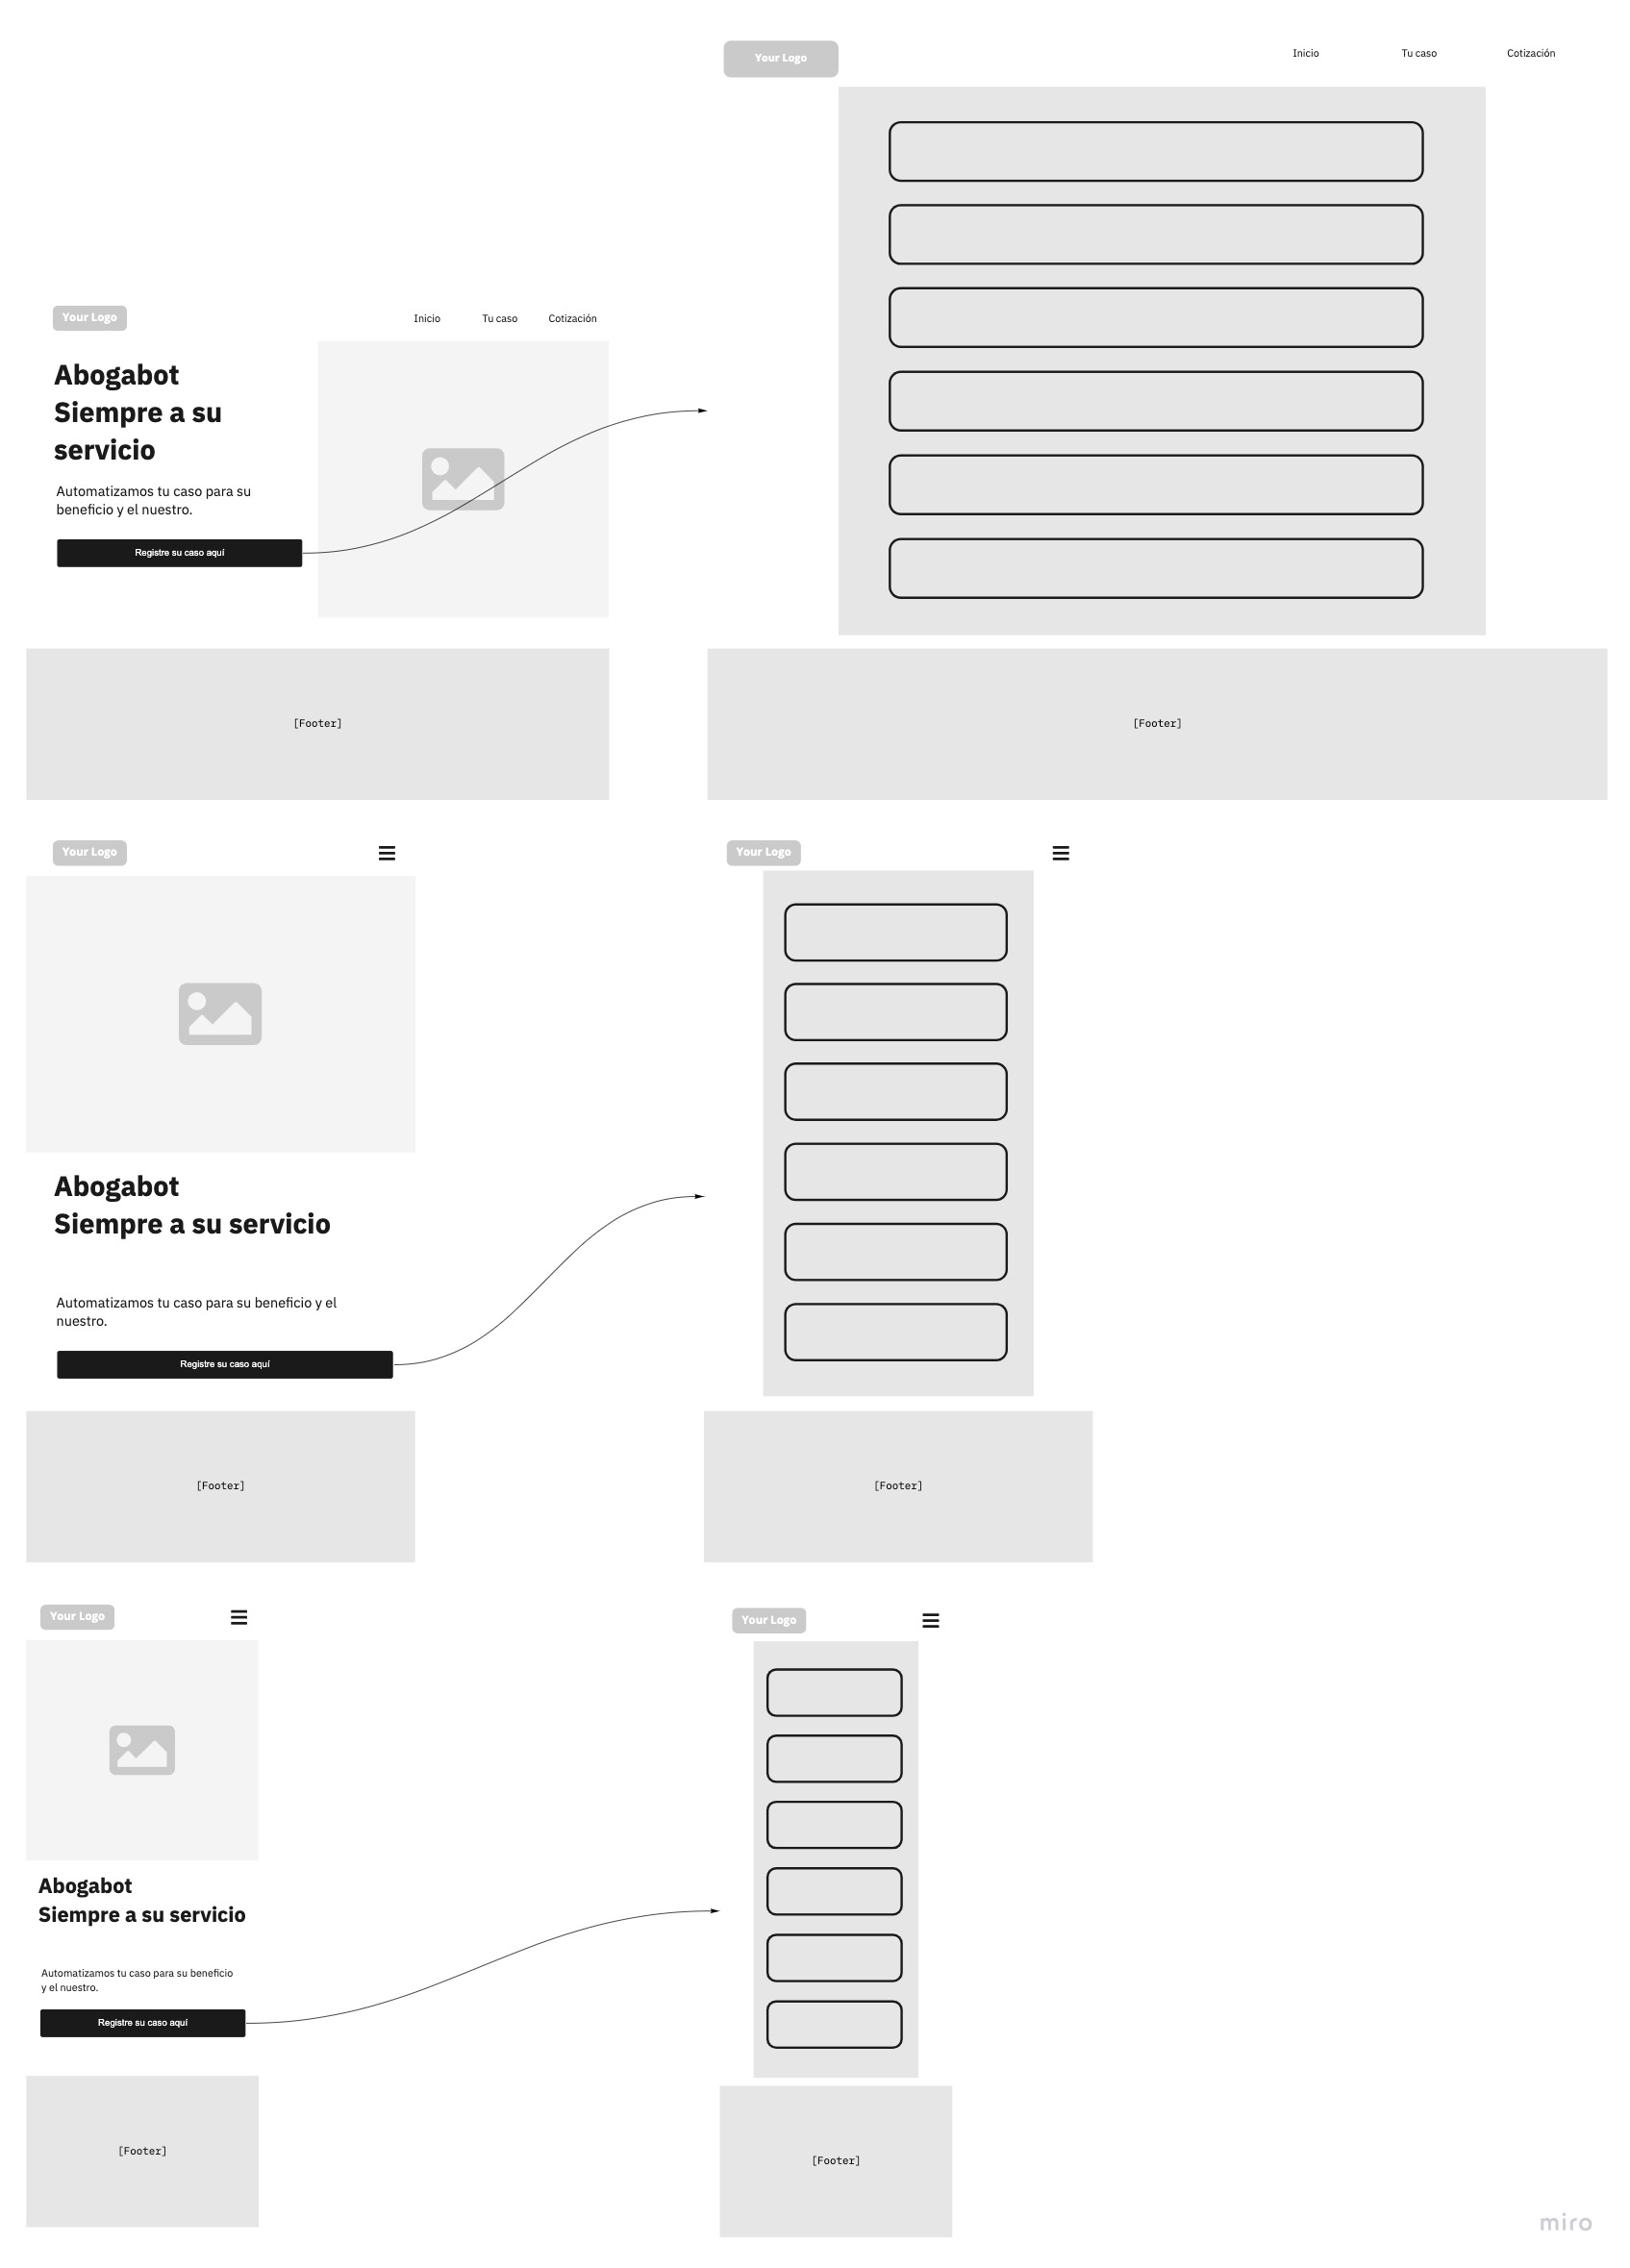 Your Logo
Inicio
Tu caso
Cotización
Your Logo
Inicio
Tu caso
Cotización
Abogabot
Siempre a su
servicio
Automatizamos tu caso para su
beneficio y el nuestro.
Registre su caso aquí
[Footer]
[Footer]
Your Logo
Your Logo
Abogabot
Siempre a su servicio
Automatizamos tu caso para su beneficio y el
nuestro.
Registre su caso aquí
[Footer]
[Footer]
Your Logo
Your Logo
Abogabot
Siempre a su servicio
Automatizamos tu caso para su beneficio
y el nuestro.
Registre su caso aquí
[Footer]
[Footer]
miro